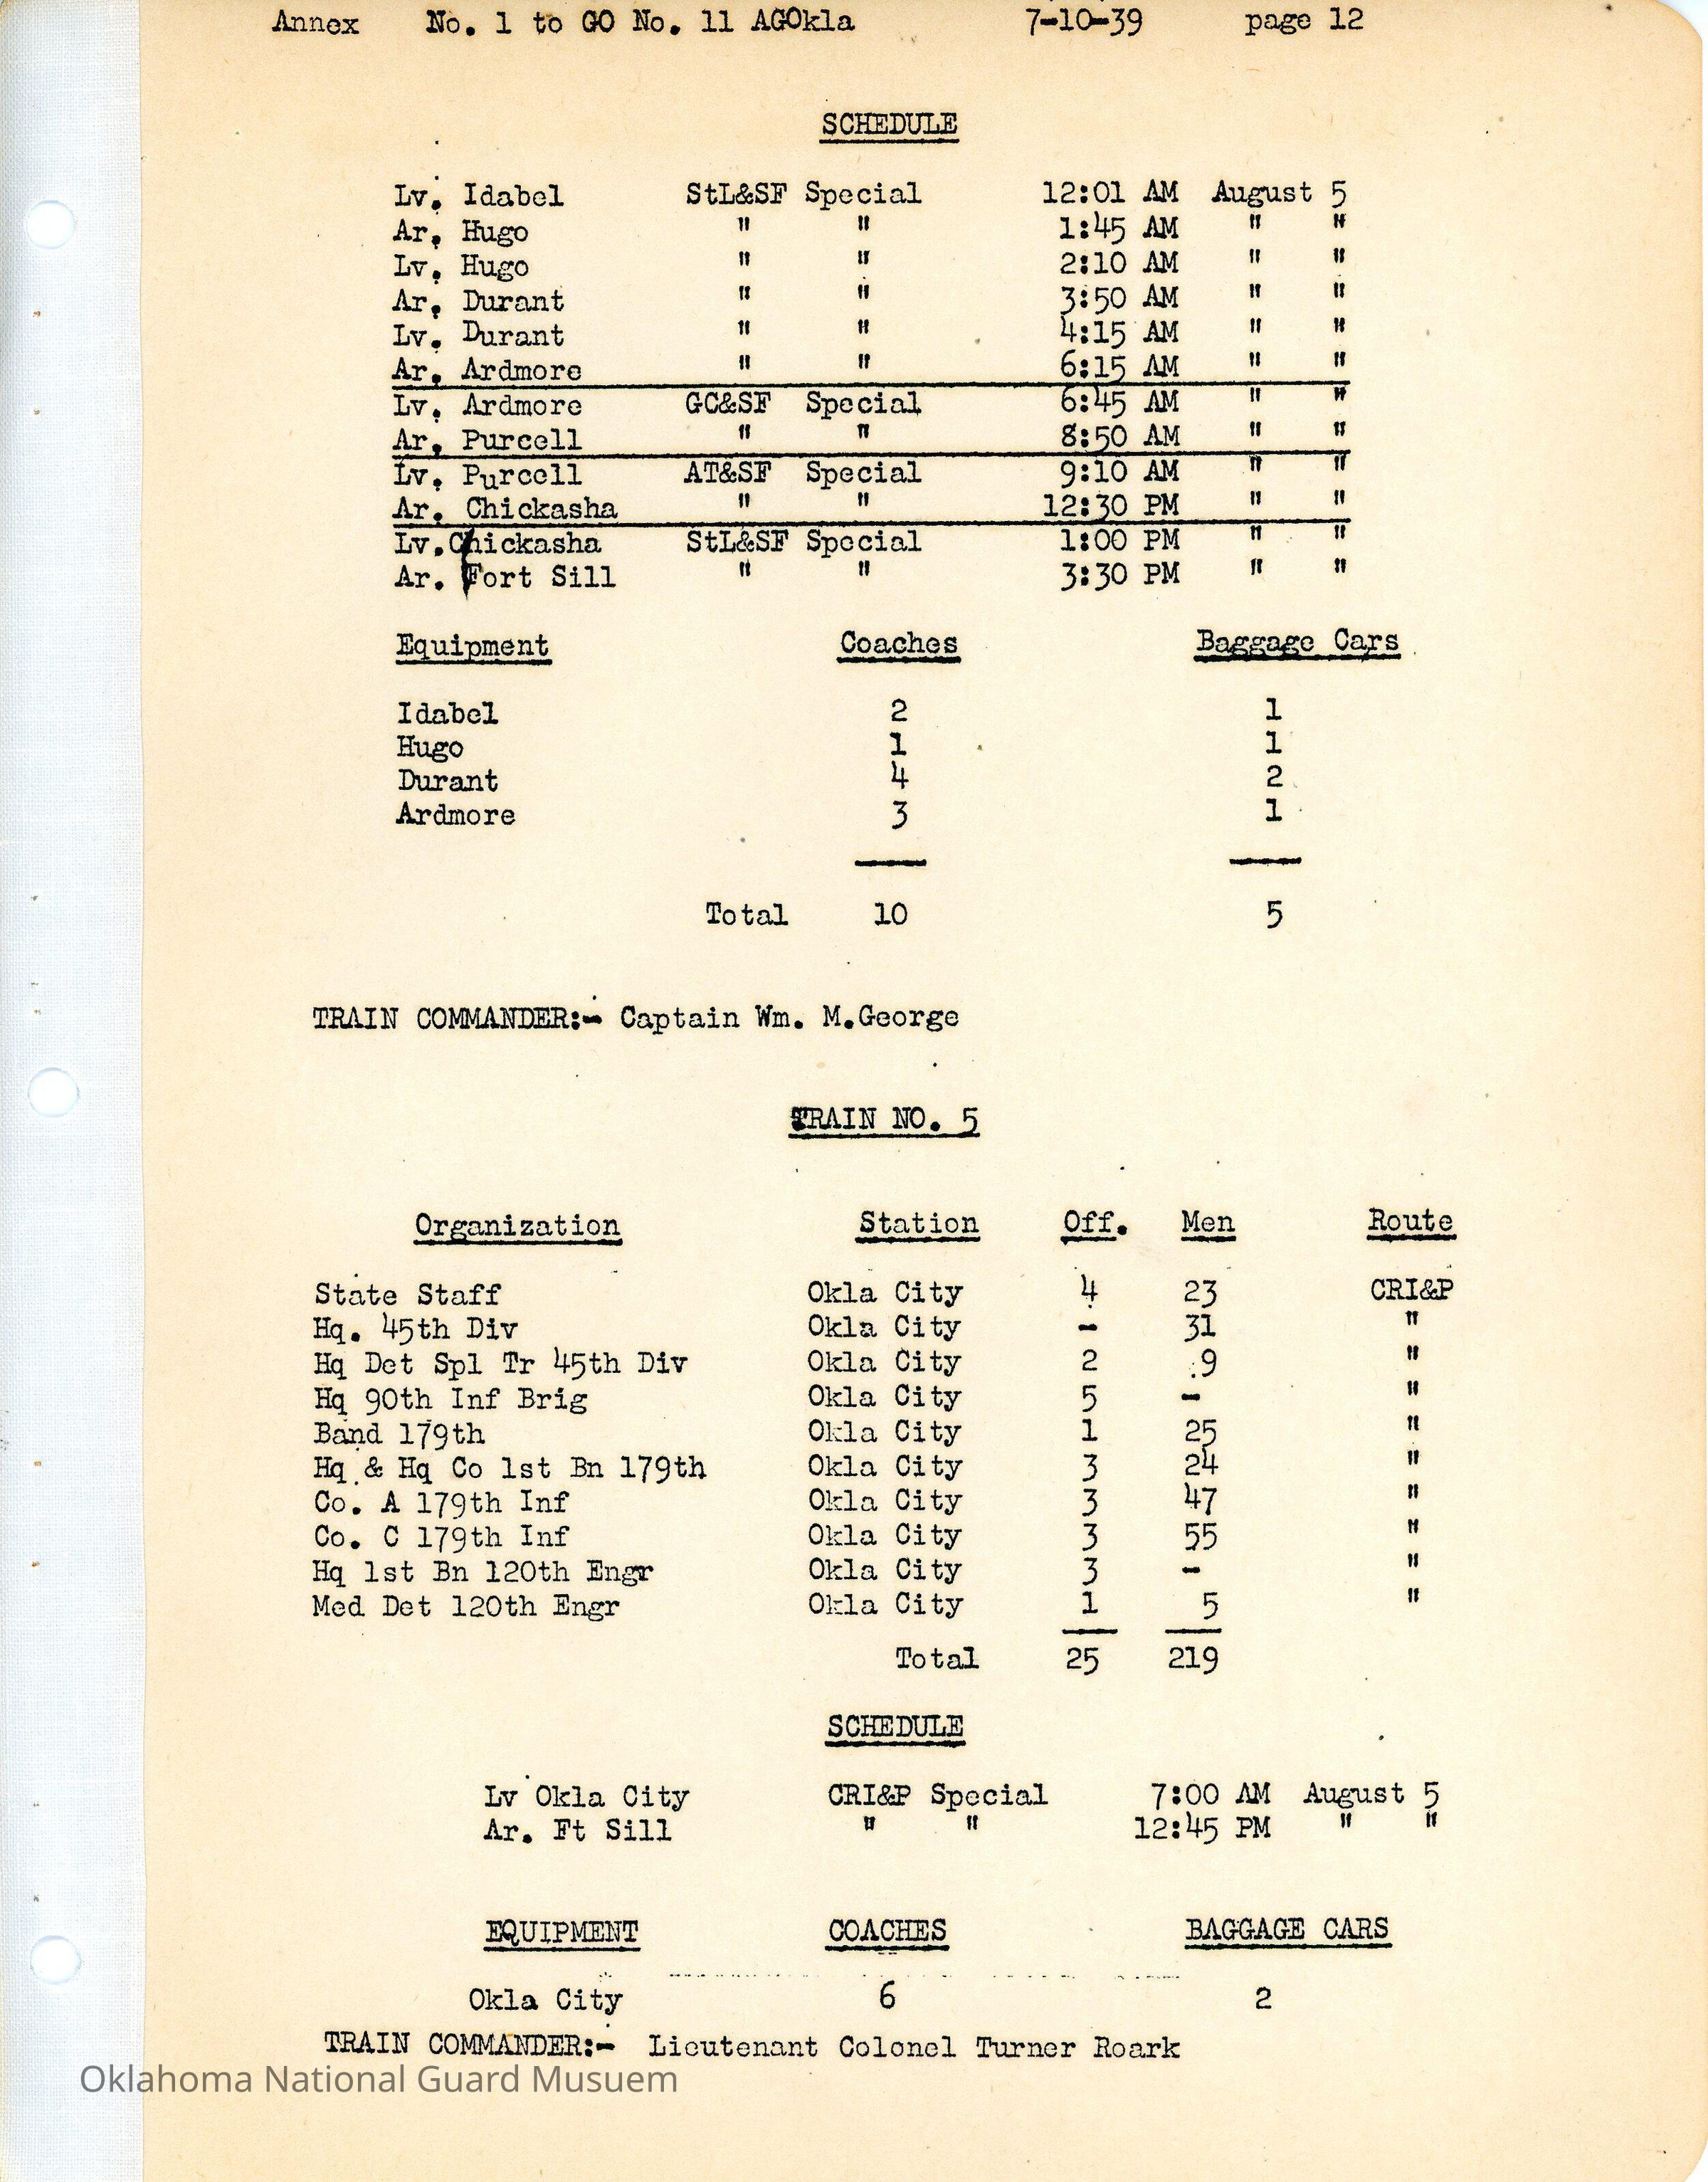 Annex No. 1 to GO No. 11 AGOkla 7-10-39 page 12
SCHEDULE
Lv. Idabel StL&SF Special 12:01 AM August 5
Ar. Hugo " " 1:45 AM " "
Lv. Hugo " " 2:10 AM " "
Ar. Durant " " 3:50 AM " "
Lv. Durant " " 4:15 AM " "
Ar. Ardmore " " 6:15 AM " "
Lv. Ardmore GC&SF Special 6:45 AM " "
Ar. Purcell " " 8:50 AM " "
Lv. Purcell AT&SF Special 9:10 AM " "
Ar. Chickasha " " 12:30 PM " "
Lv.Chickasha StL&SF Special 1:00 PM " "
Ar. Fort Sill " " 3:30 PM " "
Equipment Coaches Baggage Cars
Idabel 2 1
Hugo 1 1
Durant 4 2
Ardmore 3 1
Total 10 5
TRAIN COMMANDER:- Captain Wm. M.George
TRAIN NO. 5
Organization Station Off. Men Route
State Staff Okla City 4 23 CRI&P
Hq. 45th Div Okla City - 31 "
Hq Det Spl Tr 45th Div Okla City 2 9 "
Hq 90th Inf Brig Okla City 5 - "
Band 179th Okla City 1 25 "
Hq & Hq Co 1st Bn 179th Okla City 3 24 "
Co. A 179th Inf Okla City 3 47 "
Co. C 179th Inf Okla City 3 55 "
Hq 1st Bn 120th Engr Okla City 3 - "
Med Det 120th Engr Okla City 1 5 "
Total 25 219
SCHEDULE
Lv Okla City CRI&P Special 7:00 AM August 5
Ar. Ft Sill " " 12:45 PM " "
EQUIPMENT COACHES BAGGAGE CARS
Okla City 6 2
TRAIN COMMANDER:- Lieutenant Colonel Turner Roark
Oklahoma National Guard Musuem